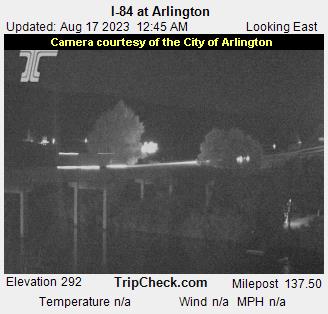 I-84 at Arlington
Updated: Aug 17 2023 12:45 AM Looking East
Camera courtesy of the City of Arlington
Elevation 292 TripCheck.com Milepost 137.50
Temperature n/a Wind n/a MPH n/a